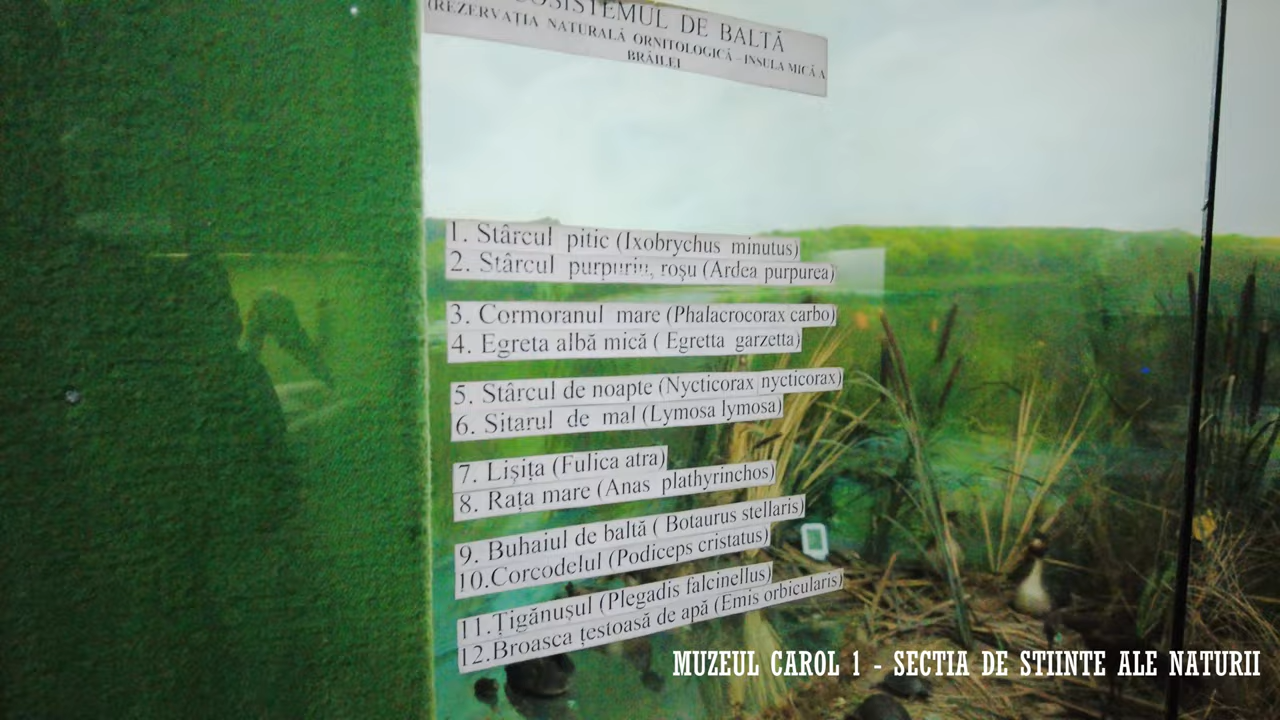 DE BALTĂ
(REZERVAȚIA NATURALĂ ORNITOLOGICĂ - INSULA MICĂ A
BRĂILEI
1. Stârcul pitic (Ixobrychus minutus)
2. Stârcul purpuriu, roșu (Ardea purpurea)
3. Cormoranul mare (Phalacrocorax carbo)
4. Egreta albă mică ( Egretta garzetta)
5. Stârcul de noapte (Nycticorax nycticorax)
6. Sitarul de mal (Lymosa lymosa)
7. Lișița (Fulica atra)
8. Rața mare (Anas plathyrinchos)
9. Buhaiul de baltă ( Botaurus stellaris)
10.Corcodelul (Podiceps cristatus)
11.Țigănușul (Plegadis falcinellus)
12.Broasca țestoasă de apă (Emis orbicularis)
MUZEUL CAROL 1 - SECTIA DE STIINTE ALE NATURII